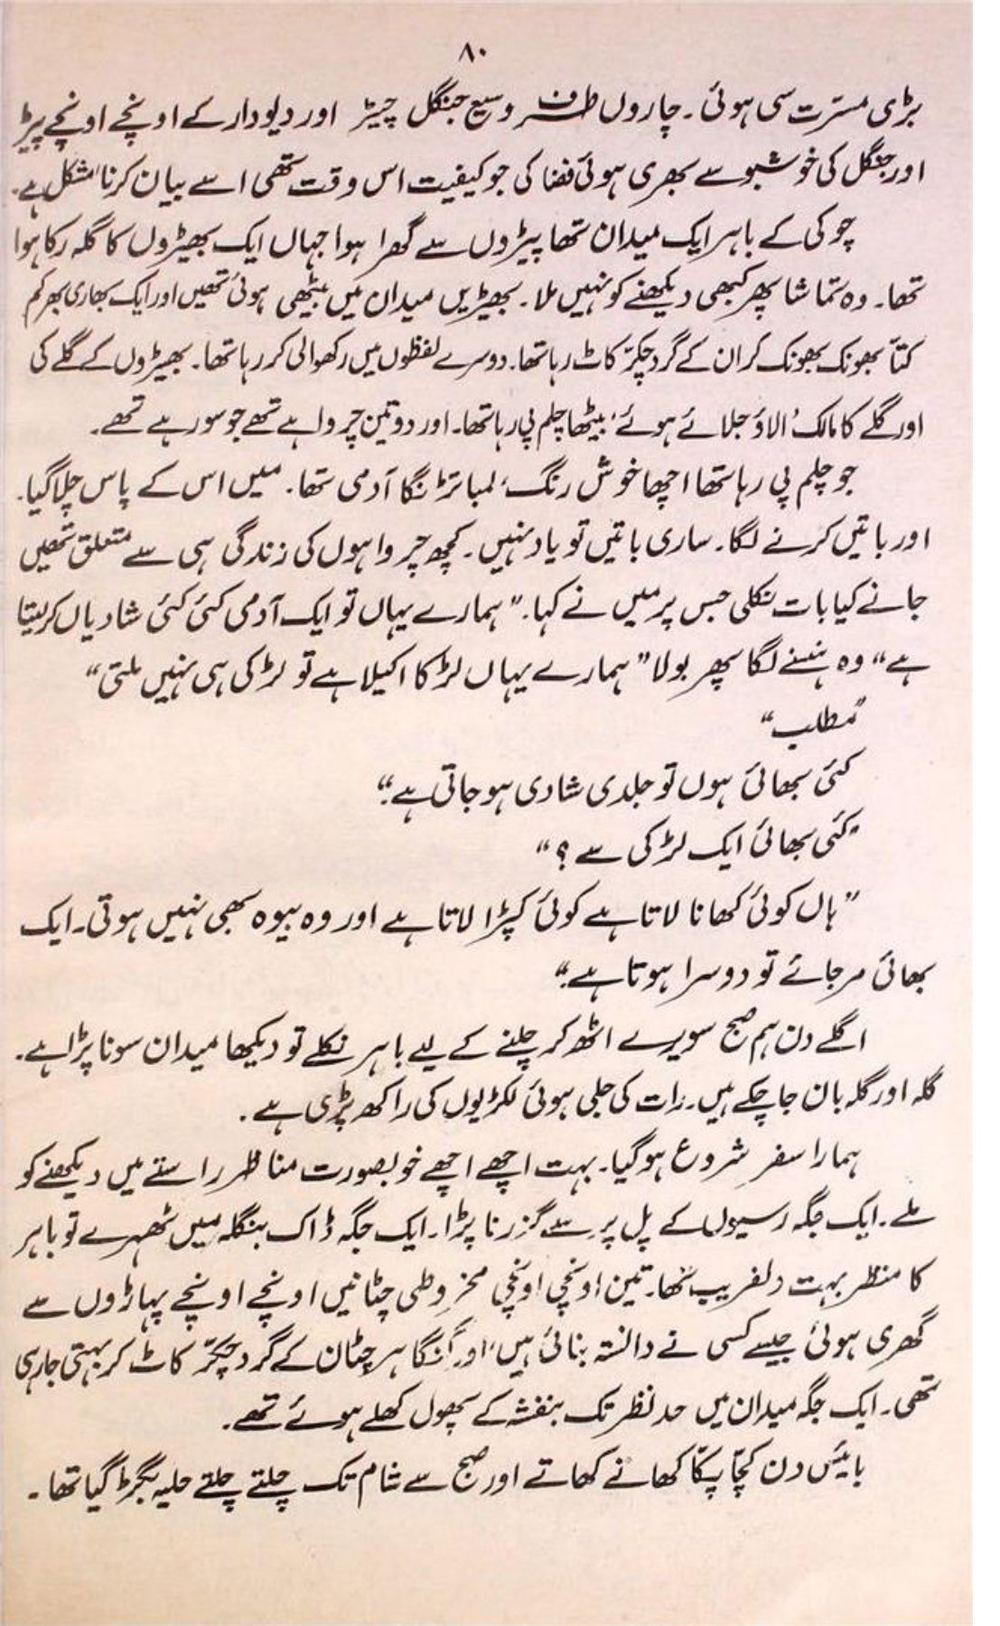 ۸۰
بڑی مسرّت سی ہوئی۔ چاروں طرف وسیع جنگل چیڑ اور دیودار کے اونچے اونچے پیڑ
اور جنگل کی خوشبو سے بھری ہوئی فضا کی جو کیفیت اس وقت تھی اسے بیان کرنا مشکل ہے۔
چوکی کے باہر ایک میدان تھا پیڑوں سے گھرا ہوا جہاں ایک بھیڑوں کا گلہ رکا ہوا
تھا۔ وہ تماشا پھر کبھی دیکھنے کو نہیں ملا۔ بھیڑیں میدان میں بیٹھی ہوئی تھیں اور ایک بھاری بھرکم
کتّا بھونک بھونک کر ان کے گرد چکّر کاٹ رہا تھا۔ دوسرے لفظوں میں رکھوالی کر رہا تھا۔ بھیڑوں کے گلے کی
اور گلے کا مالک الاؤ جلائے ہوئے، بیٹھا چلم پی رہا تھا۔ اور دو تین چرواہے تھے جو سو رہے تھے۔
جو چلم پی رہا تھا اچھا خوش رنگ، لمبا تڑنگا آدمی تھا۔ میں اس کے پاس چلا گیا۔
اور باتیں کرنے لگا۔ ساری باتیں تو یاد نہیں۔ کچھ چرواہوں کی زندگی ہی سے متعلق تھیں
جانے کیا بات نکلی جس پر میں نے کہا۔ ”ہمارے یہاں تو ایک آدمی کئی کئی شادیاں کر لیتا
ہے“ وہ ہنسنے لگا پھر بولا ”ہمارے یہاں لڑکا اکیلا ہے تو لڑکی ہی نہیں ملتی“
”مطلب“
کئی بھائی ہوں تو جلدی شادی ہو جاتی ہے۔“
”کئی بھائی ایک لڑکی سے؟“
”ہاں کوئی کھانا لاتا ہے کوئی کپڑا لاتا ہے اور وہ بیوہ بھی نہیں ہوتی۔ ایک
بھائی مر جائے تو دوسرا ہوتا ہے۔“
اگلے دن ہم صبح سویرے اٹھ کر چلنے کے لیے باہر نکلے تو دیکھا میدان سونا پڑا ہے۔
گلہ اور گلہ بان جا چکے ہیں۔ رات کی جلی ہوئی لکڑیوں کی راکھ پڑی ہے۔
ہمارا سفر شروع ہوگیا۔ بہت اچھے اچھے خوبصورت مناظر راستے میں دیکھنے کو
ملے۔ ایک جگہ رسیوں کے پل پر سے گزرنا پڑا۔ ایک جگہ ڈاک بنگلہ میں ٹھہرے تو باہر
کا منظر بہت دلفریب تھا۔ تین اونچی اونچی مخروطی چٹانیں اونچے اونچے پہاڑوں سے
گھری ہوئی جیسے کسی نے دانستہ بنائی ہیں، اور گنگا ہر چٹان کے گرد چکّر کاٹ کر بہتی جارہی
تھی۔ ایک جگہ میدان میں حد نظر تک بنفشہ کے پھول کھلے ہوئے تھے۔
بائیس دن کچّا پکّا کھانے کھاتے اور صبح سے شام تک چلتے چلتے حلیہ بگڑ گیا تھا۔